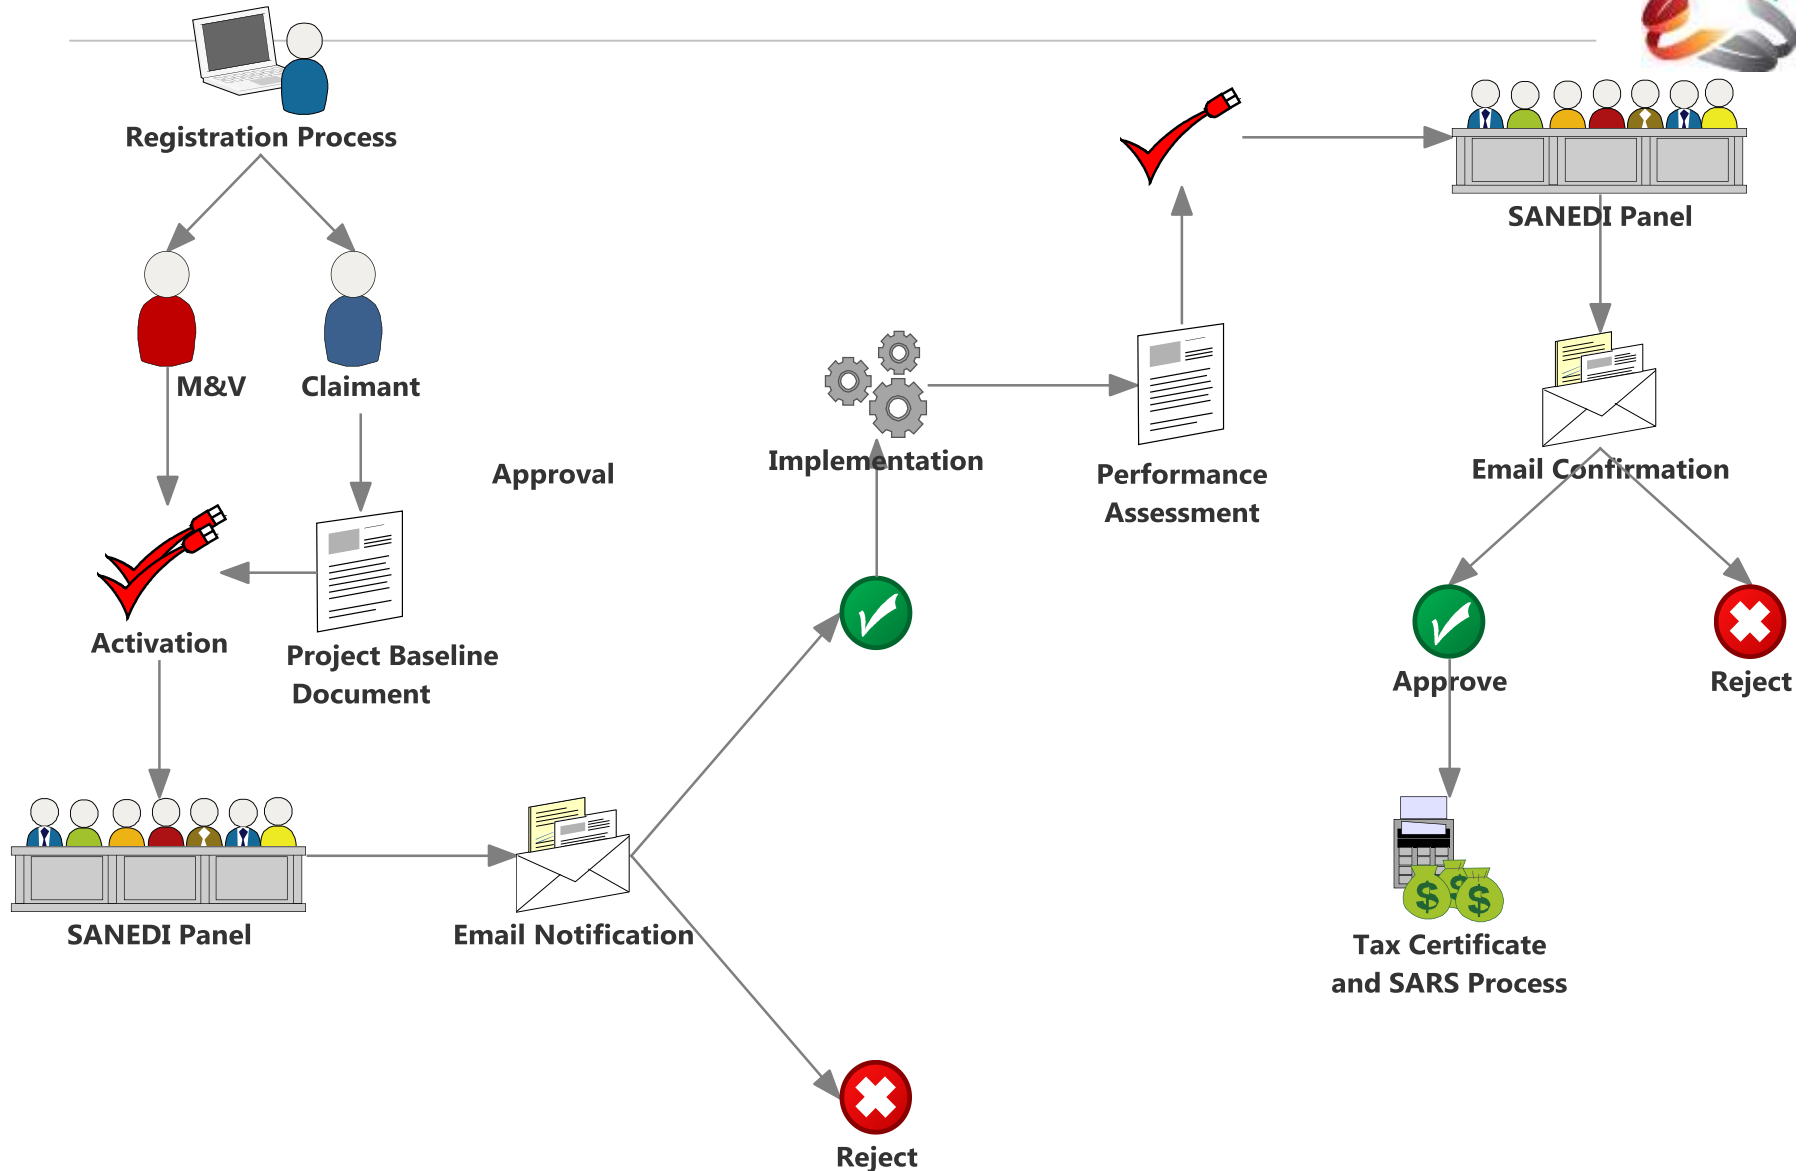 Registration Process
SANEDI Panel
M&V
Claimant
Approval
Implementation
Performance
Assessment
Email Confirmation
Activation
Project Baseline
Document
Approve
Reject
SANEDI Panel
Email Notification
$
$
$
Tax Certificate
and SARS Process
Reject